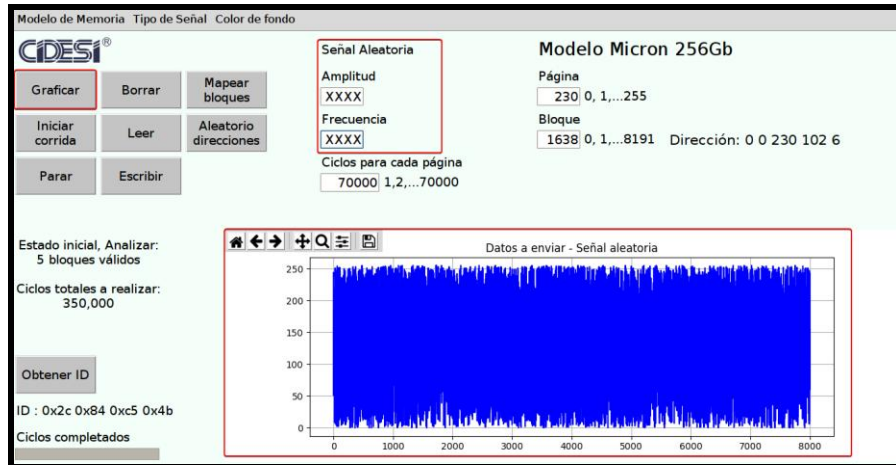 Modelo de Memoria Tipo de Señal Color de fondo
CIDESI®
Graficar
Borrar
Mapear
bloques
Iniciar
corrida
Leer
Aleatorio
direcciones
Parar
Escribir
Señal Aleatoria
Amplitud
XXXX
Frecuencia
XXXX
Ciclos para cada página
70000 1,2,...70000
Modelo Micron 256Gb
Página
230 0, 1,...255
Bloque
1638 0, 1,...8191 Dirección: 0 0 230 102 6
Estado inicial, Analizar:
5 bloques válidos
Ciclos totales a realizar:
350,000
Obtener ID
ID : 0x2c 0x84 0xc5 0x4b
Ciclos completados
Datos a enviar - Señal aleatoria
250
200
150
100
50
0
0 1000 2000 3000 4000 5000 6000 7000 8000